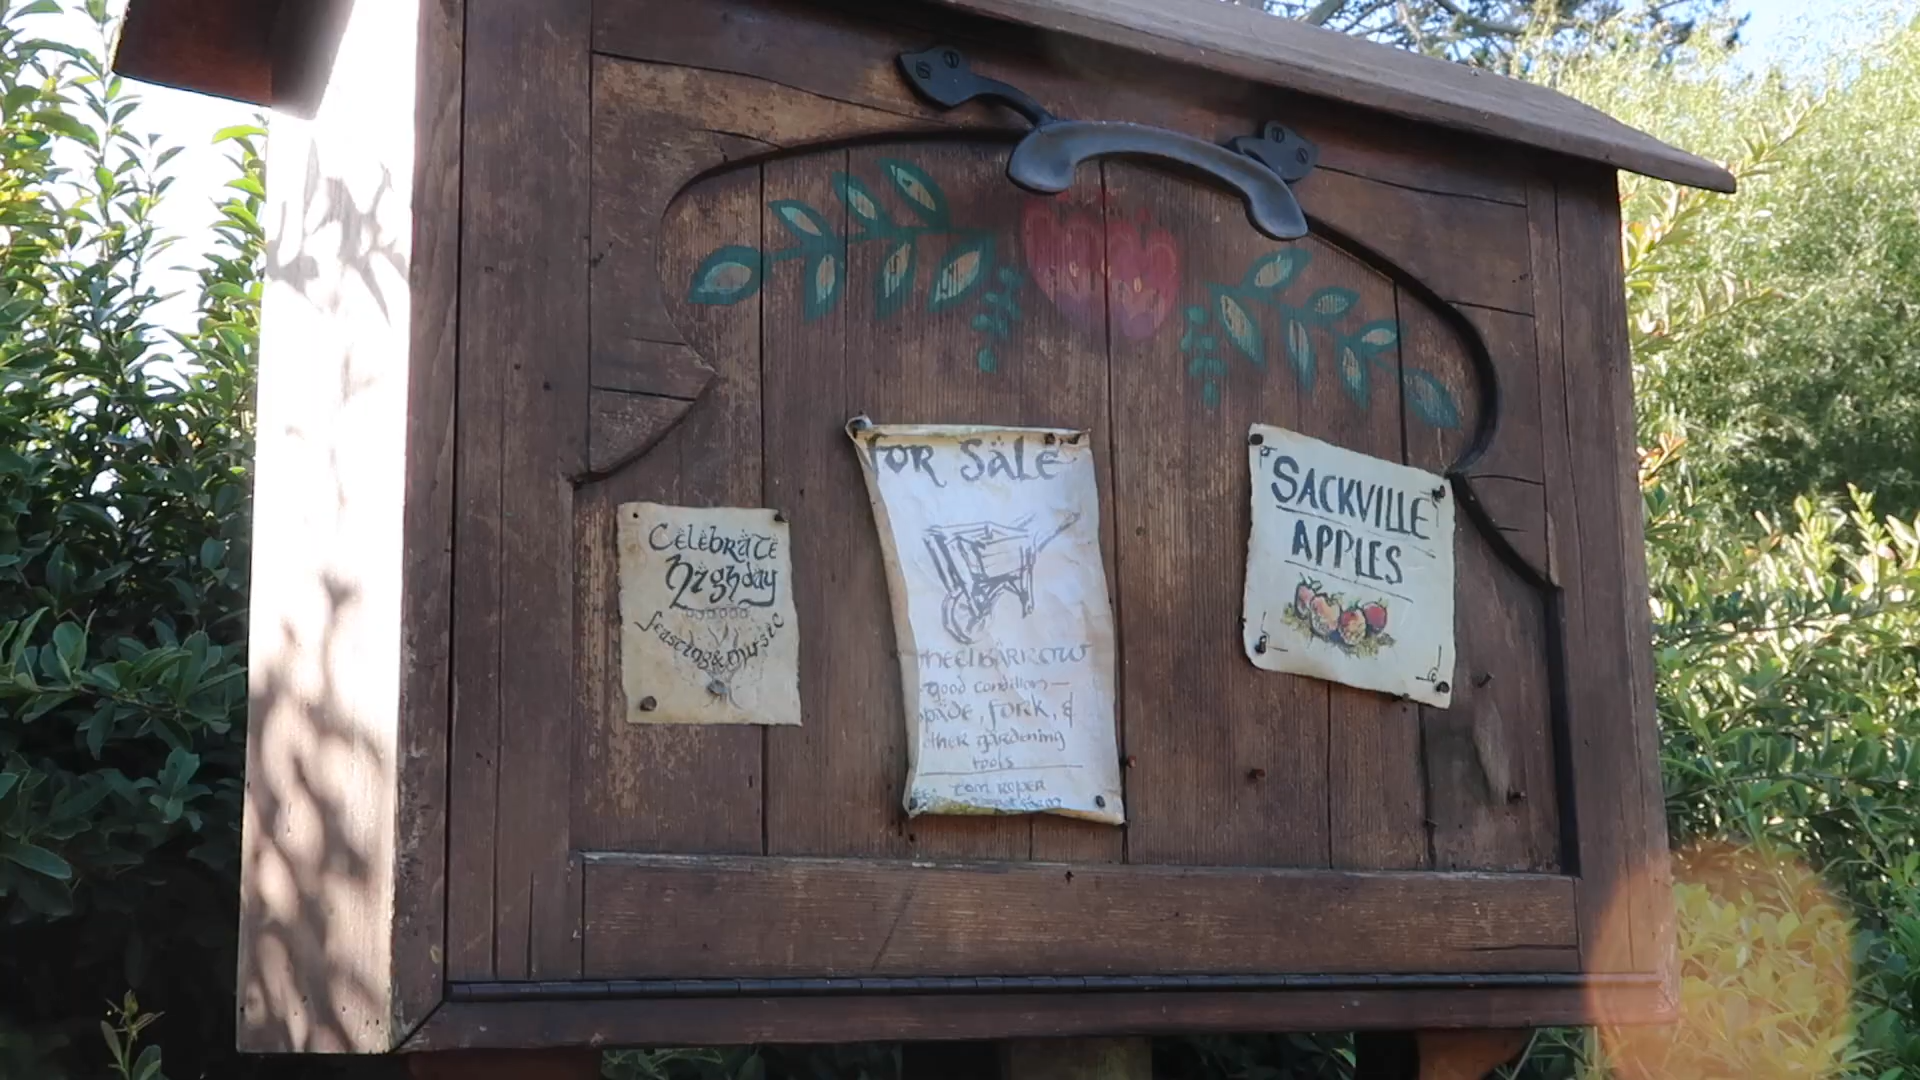 Celebrate
Highday
feasting & music
FOR SALE
WHEELBARROW
good condition—
spade, fork, &
other gardening
tools
Tom Roper
SACKVILLE
APPLES